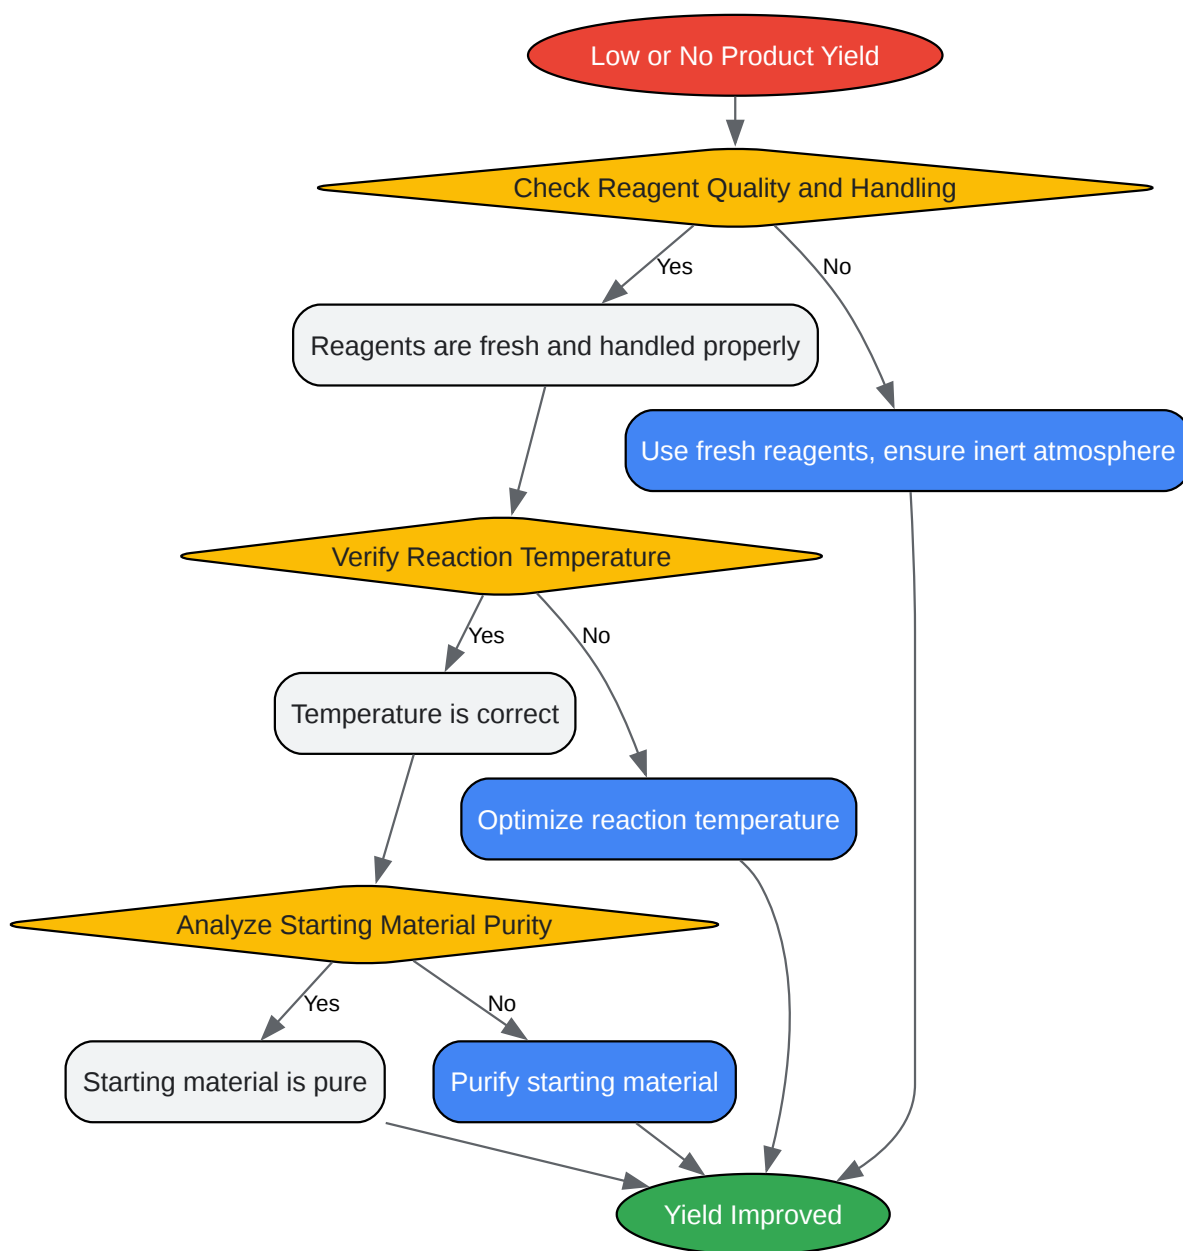 Low or No Product Yield
Check Reagent Quality and Handling
Yes
No
Reagents are fresh and handled properly
Use fresh reagents, ensure inert atmosphere
Verify Reaction Temperature
Yes
No
Temperature is correct
Optimize reaction temperature
Analyze Starting Material Purity
Yes
No
Starting material is pure
Purify starting material
Yield Improved